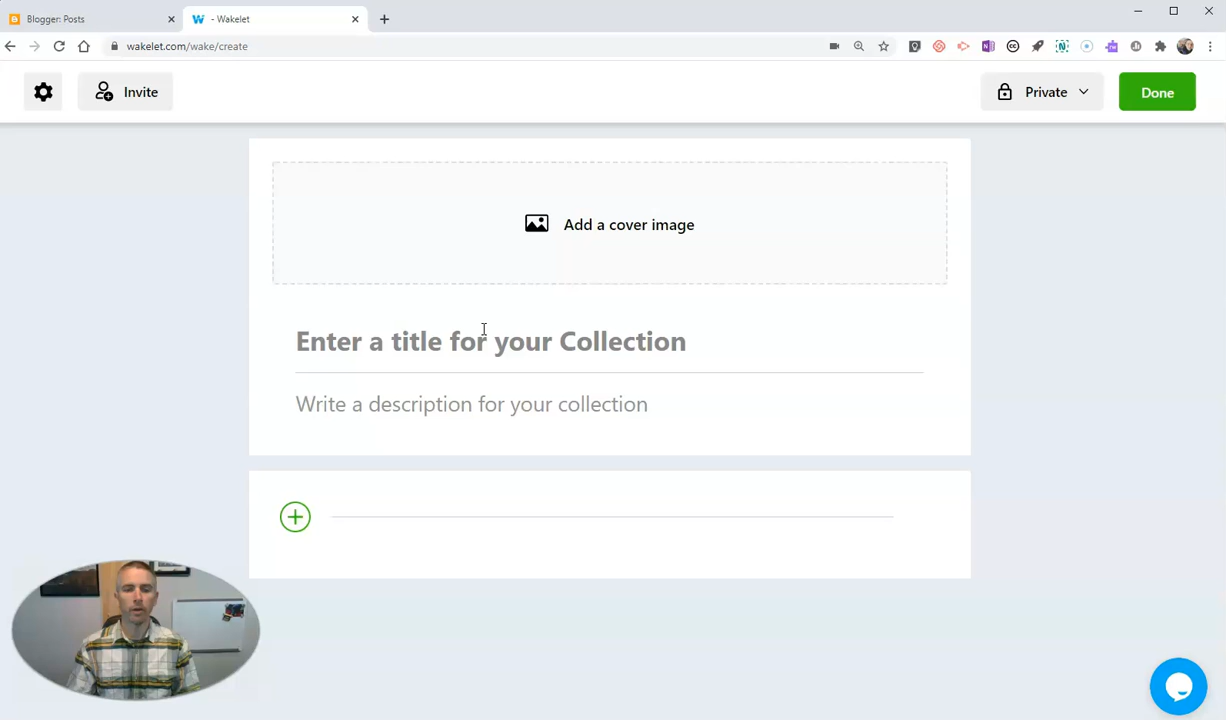 Blogger: Posts
- Wakelet
wakelet.com/wake/create
Invite
Private
Done
Add a cover image
Enter a title for your Collection
Write a description for your collection